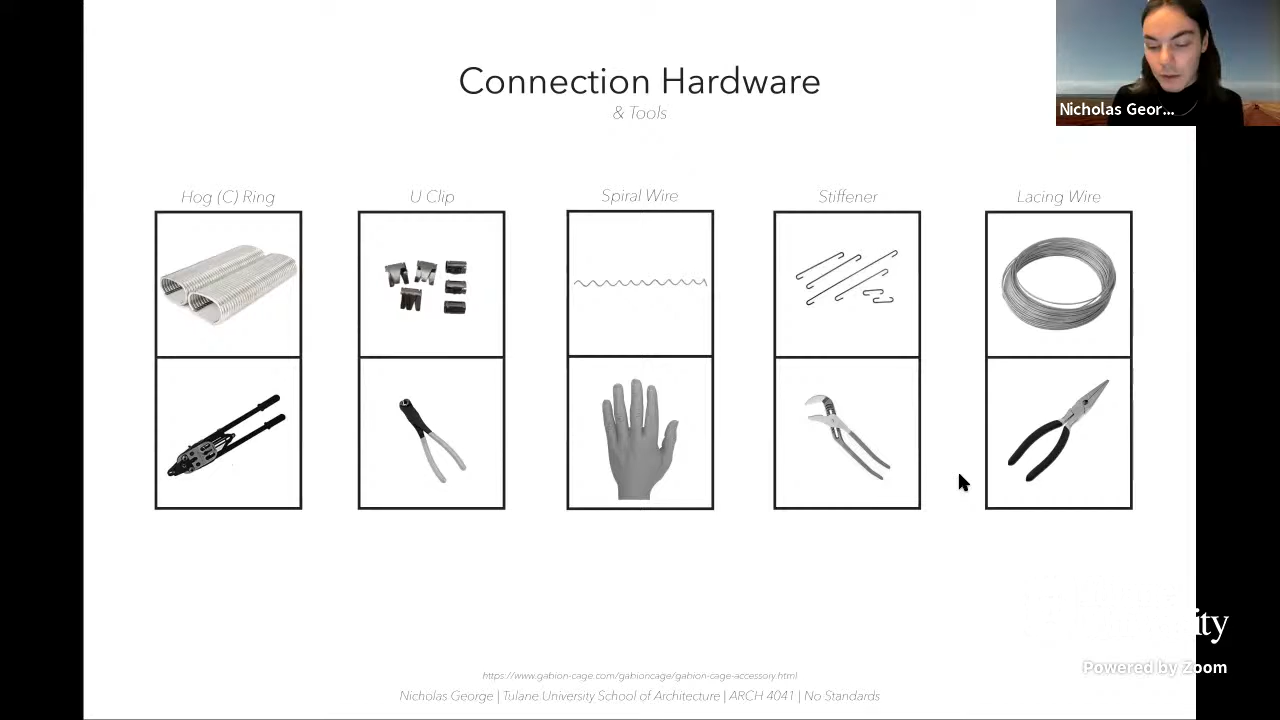 Connection Hardware
& Tools
Nicholas Geor...
Hog (C) Ring
U Clip
Spiral Wire
Stiffener
Lacing Wire
ity
Powered by Zoom
https://www.gabion-cage.com/gabioncage/gabion-cage-accessory.html
Nicholas George | Tulane University School of Architecture | ARCH 4041 | No Standards